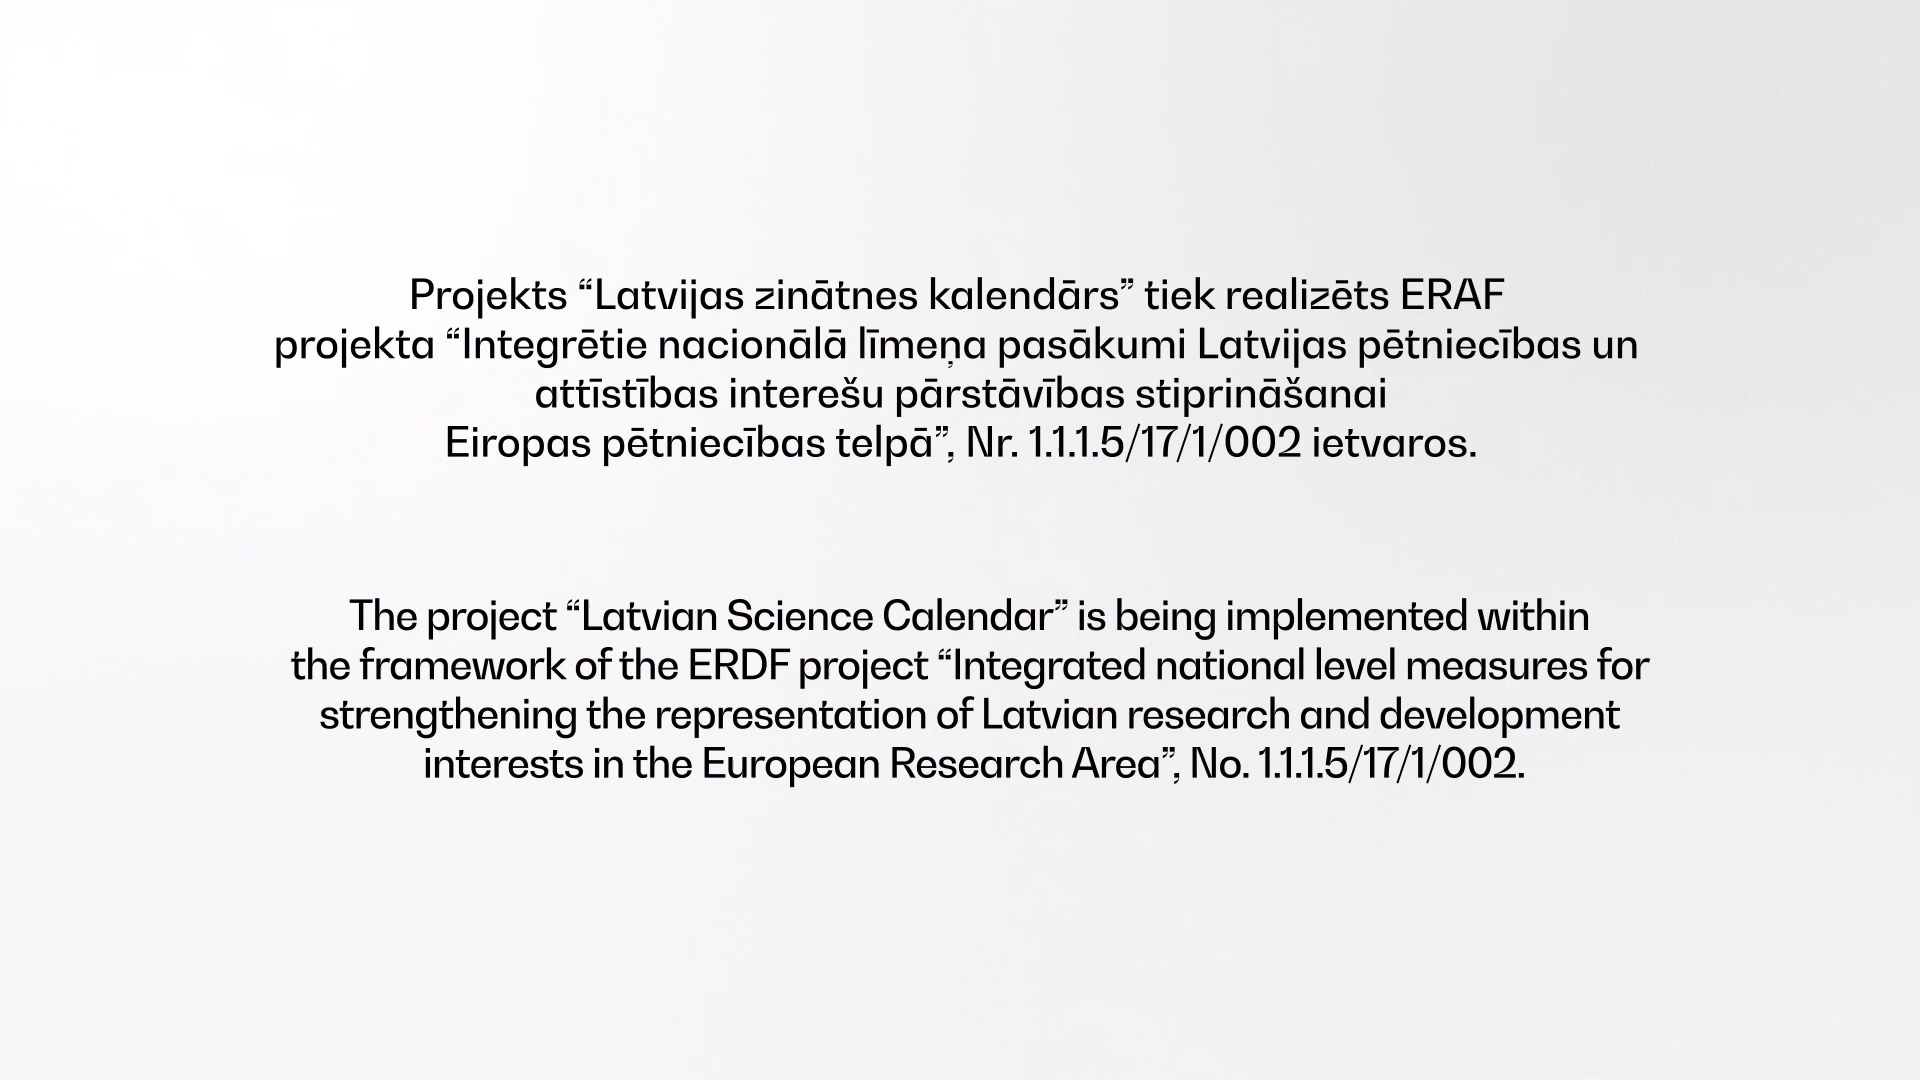 Projekts “Latvijas zinātnes kalendārs” tiek realizēts ERAF
projekta “Integrētie nacionālā līmeņa pasākumi Latvijas pētniecības un
attīstības interešu pārstāvības stiprināšanai
Eiropas pētniecības telpā”, Nr. 1.1.1.5/17/1/002 ietvaros.
The project “Latvian Science Calendar” is being implemented within
the framework of the ERDF project “Integrated national level measures for
strengthening the representation of Latvian research and development
interests in the European Research Area”, No. 1.1.1.5/17/1/002.